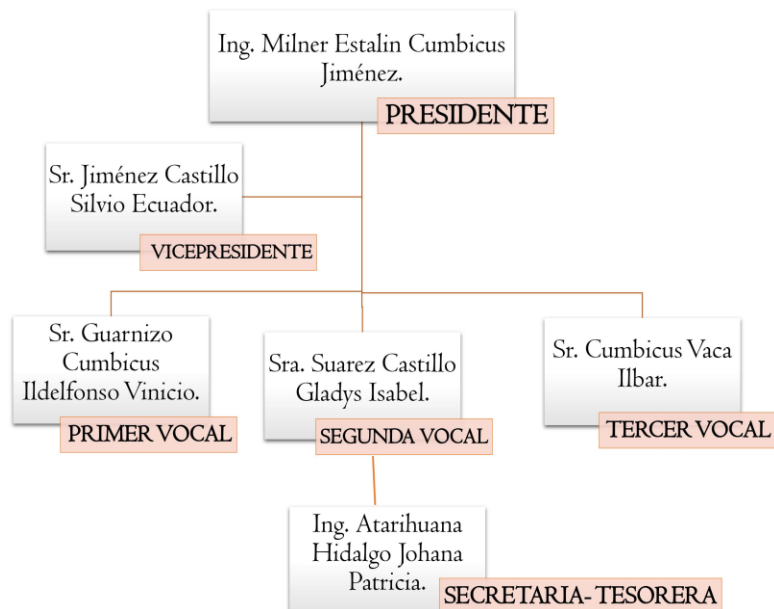 Ing. Milner Estalin Cumbicus
Jiménez.
PRESIDENTE
Sr. Jiménez Castillo
Silvio Ecuador.
VICEPRESIDENTE
Sr. Guarnizo
Cumbicus
Ildelfonso Vinicio.
PRIMER VOCAL
Sra. Suarez Castillo
Gladys Isabel.
SEGUNDA VOCAL
Sr. Cumbicus Vaca
Ilbar.
TERCER VOCAL
Ing. Atarihuana
Hidalgo Johana
Patricia.
SECRETARIA- TESORERA